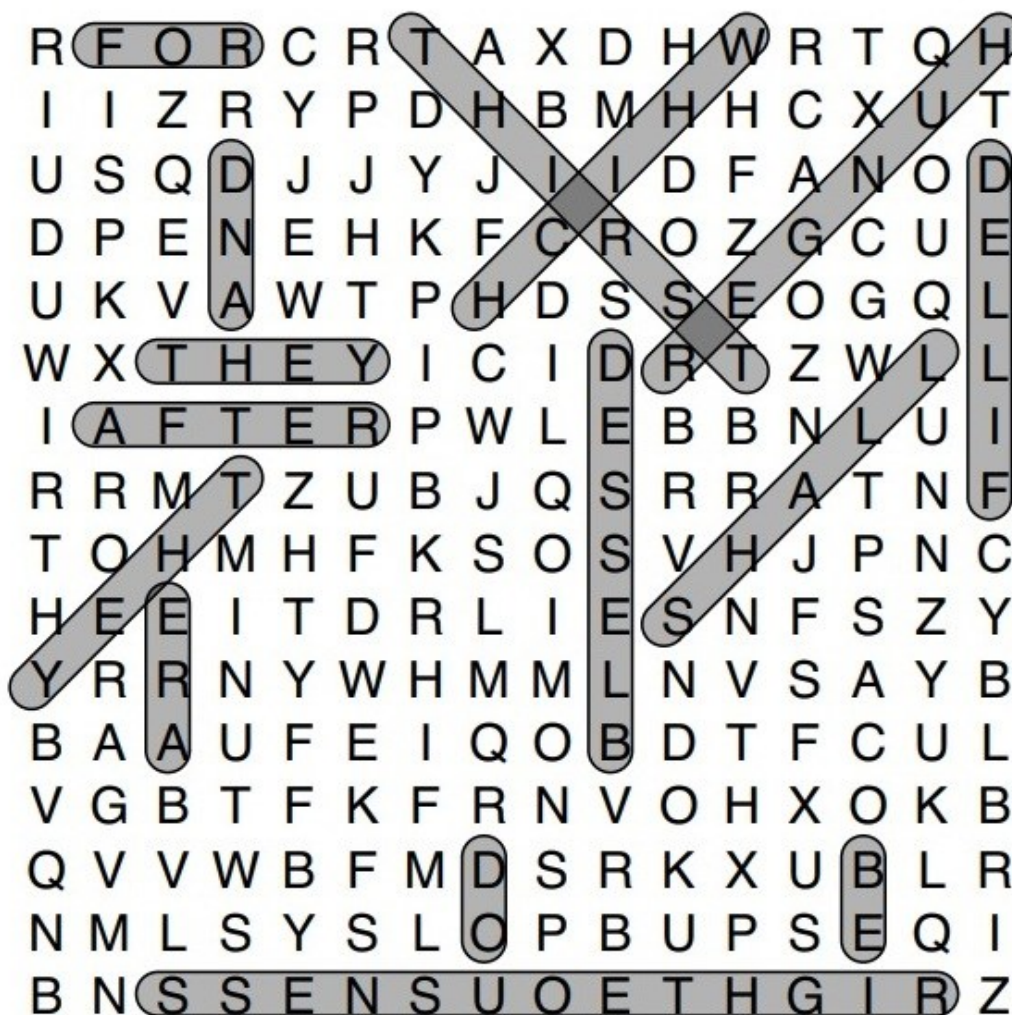 R F O R C R T A X D H W R T Q H
I I Z R Y P D H B M H H C X U T
U S Q D J J Y J I I D F A N O D
D P E N E H K F C R O Z G C U E
U K V A W T P H D S S E O G Q L
W X T H E Y I C I D R T Z W L L
I A F T E R P W L E B B N L U I
R R M T Z U B J Q S R R A T N F
T O H M H F K S O S V H J P N C
H E E I T D R L I E S N F S Z Y
Y R R N Y W H M M L N V S A Y B
B A A U F E I Q O B D T F C U L
V G B T F K F R N V O H X O K B
Q V V W B F M D S R K X U B L R
N M L S Y S L O P B U P S E Q I
B N S S E N S U O E T H G I R Z